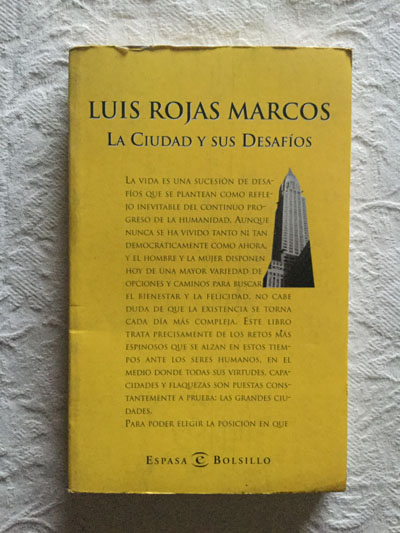 LUIS ROJAS MARCOS
LA CIUDAD Y SUS DESAFÍOS
LA VIDA ES UNA SUCESIÓN DE DESA-
FÍOS QUE SE PLANTEAN COMO REFLE-
JO INEVITABLE DEL CONTINUO PRO-
GRESO DE LA HUMANIDAD. AUNQUE
NUNCA SE HA VIVIDO TANTO NI TAN
DEMOCRÁTICAMENTE COMO AHORA,
Y EL HOMBRE Y LA MUJER DISPONEN
HOY DE UNA MAYOR VARIEDAD DE
OPCIONES Y CAMINOS PARA BUSCAR
EL BIENESTAR Y LA FELICIDAD, NO CABE
DUDA DE QUE LA EXISTENCIA SE TORNA
CADA DÍA MÁS COMPLEJA. ESTE LIBRO
TRATA PRECISAMENTE DE LOS RETOS MÁS
ESPINOSOS QUE SE ALZAN EN ESTOS TIEM-
POS ANTE LOS SERES HUMANOS, EN EL
MEDIO DONDE TODAS SUS VIRTUDES, CAPA-
CIDADES Y FLAQUEZAS SON PUESTAS CONS-
TANTEMENTE A PRUEBA: LAS GRANDES CIU-
DADES.
PARA PODER ELEGIR LA POSICIÓN EN QUE
ESPASA e BOLSILLO